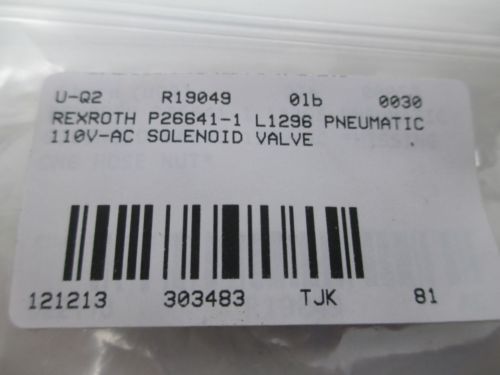 U-Q2 R19049 01b 0030
REXROTH P26641-1 L1296 PNEUMATIC
110V-AC SOLENOID VALVE
121213 303483 TJK 81